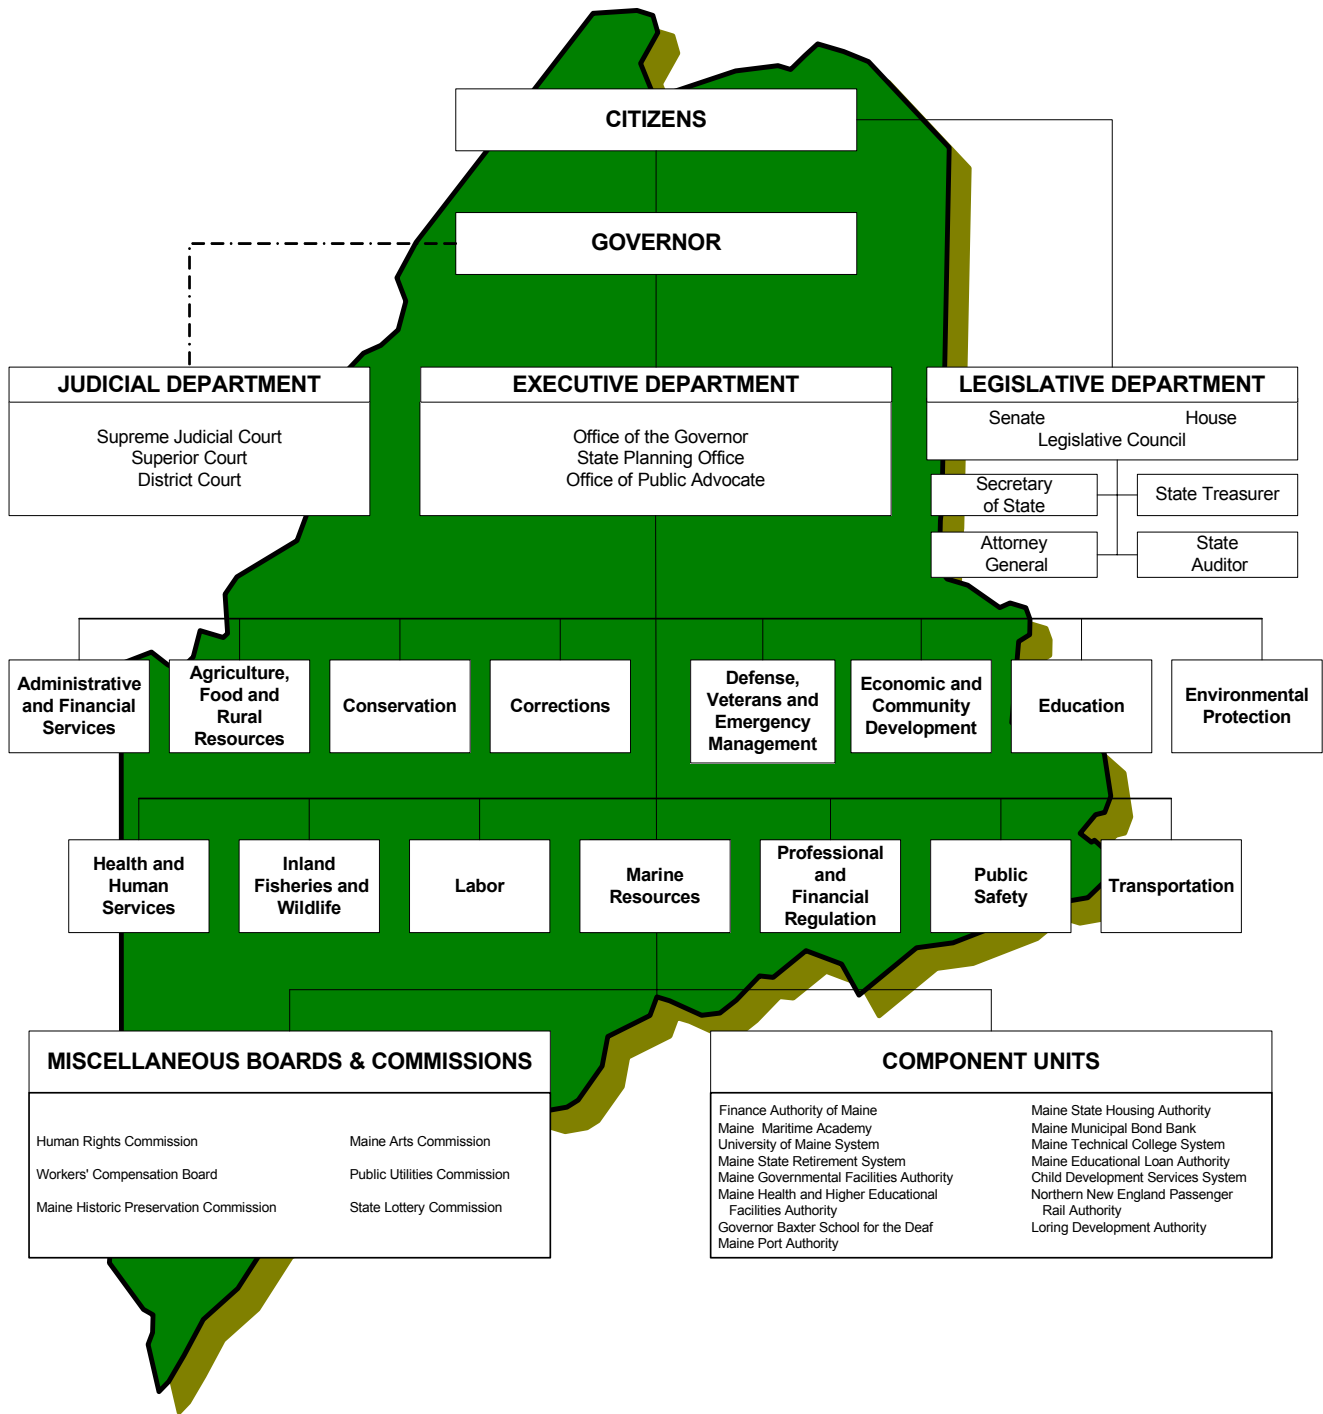 CITIZENS
GOVERNOR
JUDICIAL DEPARTMENT
Supreme Judicial Court
Superior Court
District Court
EXECUTIVE DEPARTMENT
Office of the Governor
State Planning Office
Office of Public Advocate
LEGISLATIVE DEPARTMENT
Senate House
Legislative Council
Secretary
of State
State Treasurer
Attorney
General
State
Auditor
Administrative
and Financial
Services
Agriculture,
Food and
Rural
Resources
Conservation
Corrections
Defense,
Veterans and
Emergency
Management
Economic and
Community
Development
Education
Environmental
Protection
Health and
Human
Services
Inland
Fisheries and
Wildlife
Labor
Marine
Resources
Professional
and
Financial
Regulation
Public
Safety
Transportation
MISCELLANEOUS BOARDS & COMMISSIONS
Human Rights Commission
Workers' Compensation Board
Maine Historic Preservation Commission
Maine Arts Commission
Public Utilities Commission
State Lottery Commission
COMPONENT UNITS
Finance Authority of Maine
Maine Maritime Academy
University of Maine System
Maine State Retirement System
Maine Governmental Facilities Authority
Maine Health and Higher Educational
Facilities Authority
Governor Baxter School for the Deaf
Maine Port Authority
Maine State Housing Authority
Maine Municipal Bond Bank
Maine Technical College System
Maine Educational Loan Authority
Child Development Services System
Northern New England Passenger
Rail Authority
Loring Development Authority